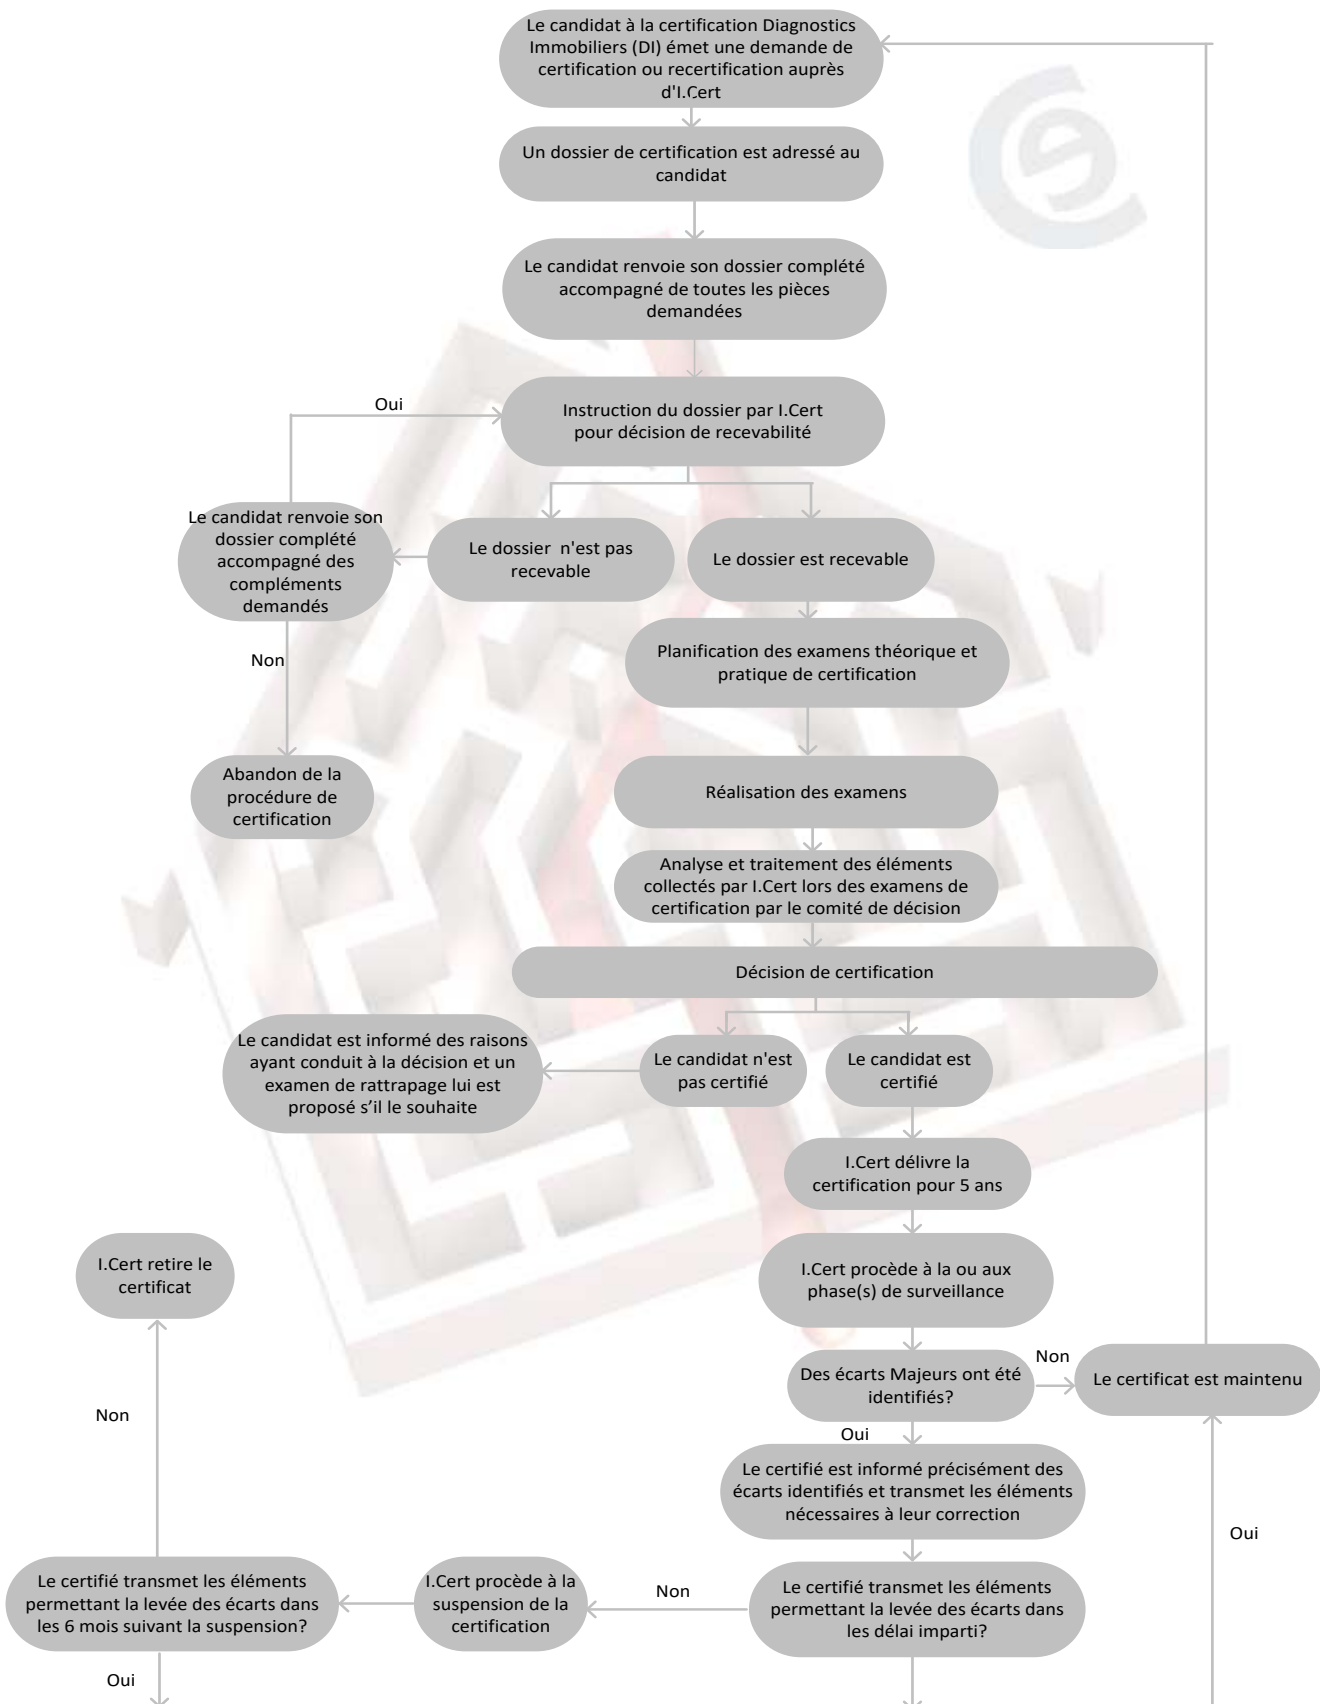 Le candidat à la certification Diagnostics
Immobiliers (DI) émet une demande de
certification ou recertification auprès
d'I.Cert
Un dossier de certification est adressé au
candidat
Le candidat renvoie son dossier complété
accompagné de toutes les pièces
demandées
Oui
Instruction du dossier par I.Cert
pour décision de recevabilité
Le candidat renvoie son
dossier complété
accompagné des
compléments
demandés
Le dossier n'est pas
recevable
Le dossier est recevable
Non
Planification des examens théorique et
pratique de certification
Abandon de la
procédure de
certification
Réalisation des examens
Analyse et traitement des éléments
collectés par I.Cert lors des examens de
certification par le comité de décision
Décision de certification
Le candidat est informé des raisons
ayant conduit à la décision et un
examen de rattrapage lui est
proposé s’il le souhaite
Le candidat n'est
pas certifié
Le candidat est
certifié
I.Cert délivre la
certification pour 5 ans
I.Cert retire le
certificat
I.Cert procède à la ou aux
phase(s) de surveillance
Des écarts Majeurs ont été
identifiés?
Non
Le certificat est maintenu
Non
Oui
Le certifié est informé précisément des
écarts identifiés et transmet les éléments
nécessaires à leur correction
Oui
Le certifié transmet les éléments
permettant la levée des écarts dans
les 6 mois suivant la suspension?
I.Cert procède à la
suspension de la
certification
Non
Le certifié transmet les éléments
permettant la levée des écarts dans
les délai imparti?
Oui